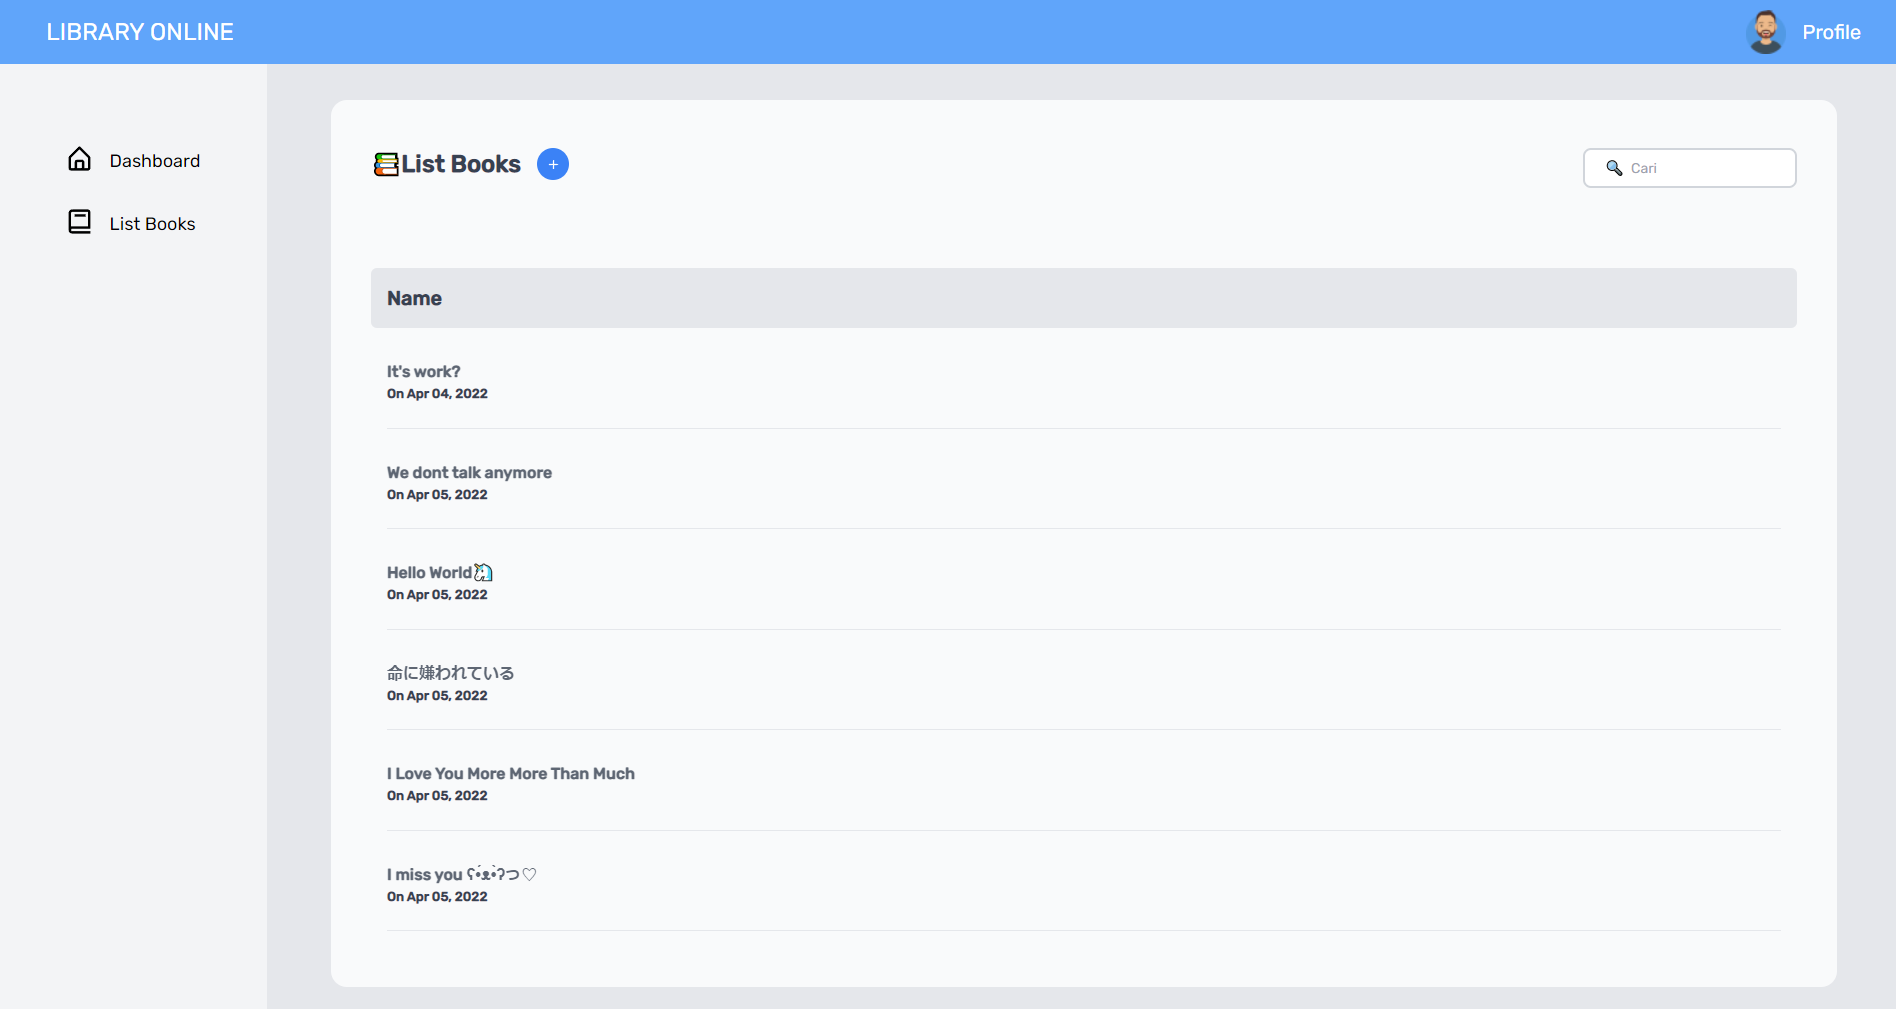 LIBRARY ONLINE
Profile
Dashboard
List Books
📚List Books +
🔍 Cari
Name
It's work?
On Apr 04, 2022
We dont talk anymore
On Apr 05, 2022
Hello World🦄
On Apr 05, 2022
命に嫌われている
On Apr 05, 2022
I Love You More More Than Much
On Apr 05, 2022
I miss you ʕ•́ᴥ•̀ʔっ♡
On Apr 05, 2022